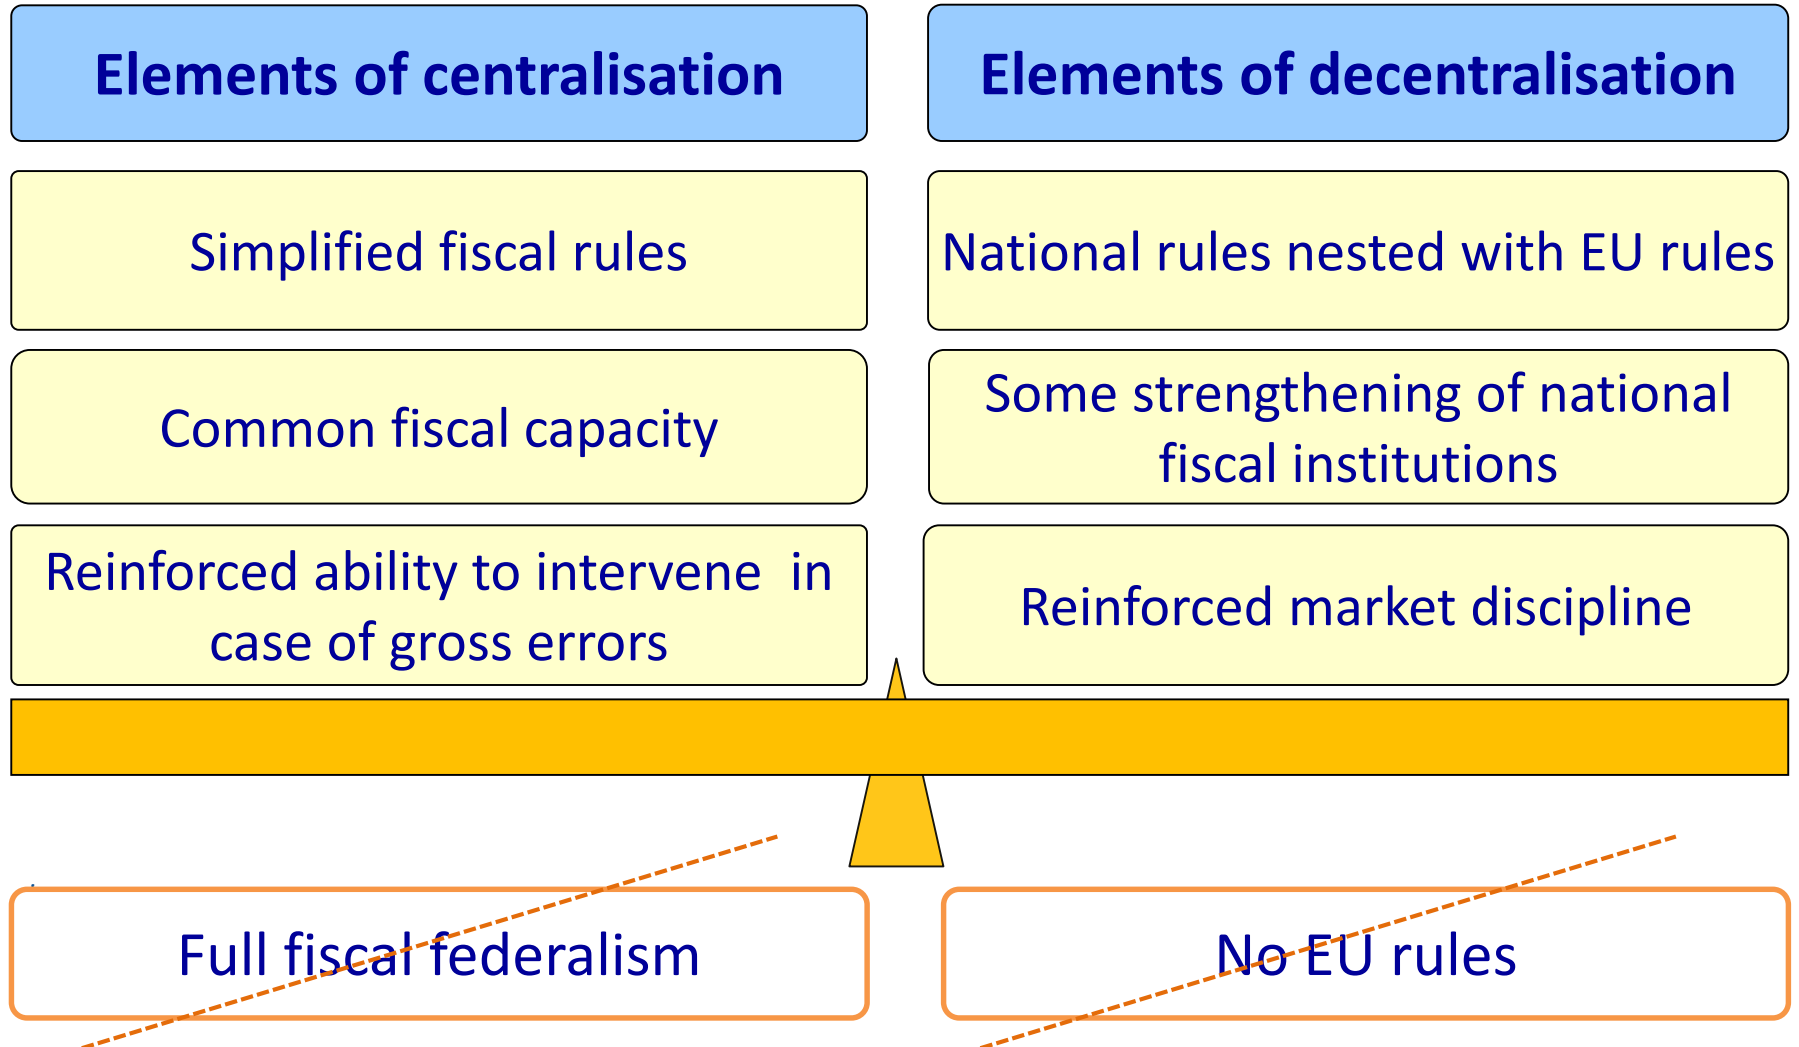 Elements of centralisation
Elements of decentralisation
Simplified fiscal rules
National rules nested with EU rules
Common fiscal capacity
Some strengthening of national
fiscal institutions
Reinforced ability to intervene  in
case of gross errors
Reinforced market discipline
Full fiscal federalism
No EU rules